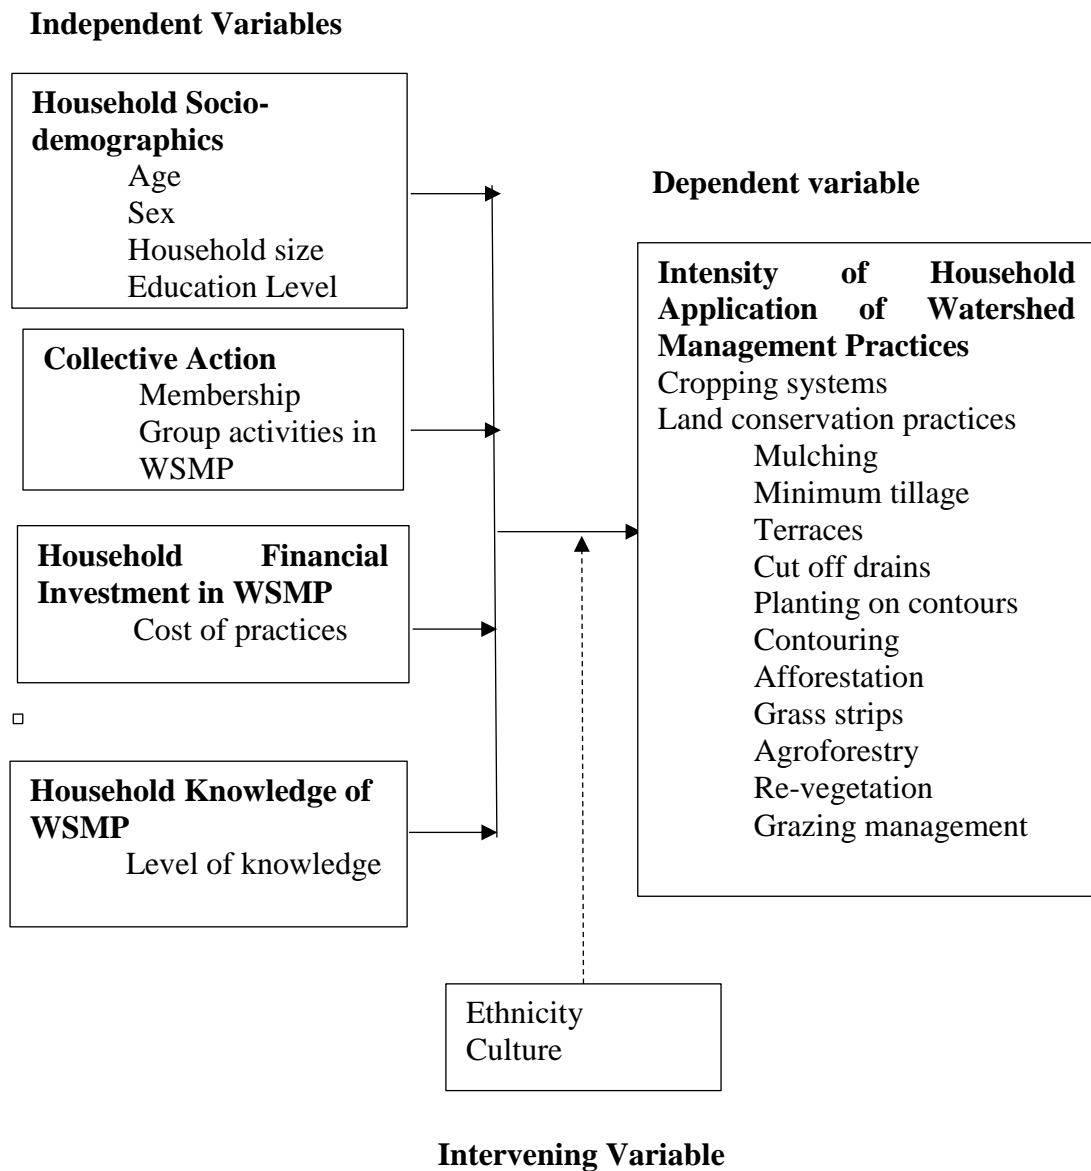 Independent Variables
Household Socio-
demographics
Age
Sex
Household size
Education Level
Collective Action
Membership
Group activities in
WSMP
Household Financial
Investment in WSMP
Cost of practices
Household Knowledge of
WSMP
Level of knowledge
Dependent variable
Intensity of Household
Application of Watershed
Management Practices
Cropping systems
Land conservation practices
Mulching
Minimum tillage
Terraces
Cut off drains
Planting on contours
Contouring
Afforestation
Grass strips
Agroforestry
Re-vegetation
Grazing management
Ethnicity
Culture
Intervening Variable